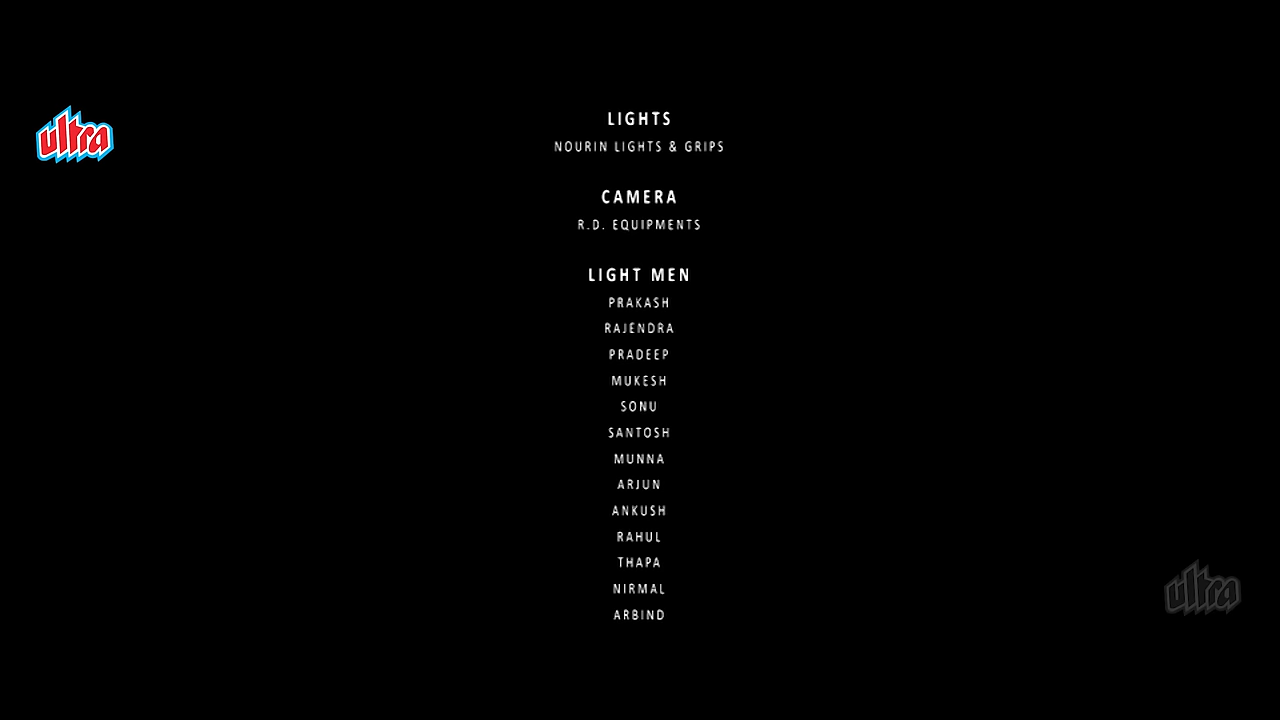 ultra
LIGHTS
NOURIN LIGHTS & GRIPS
CAMERA
R.D. EQUIPMENTS
LIGHT MEN
PRAKASH
RAJENDRA
PRADEEP
MUKESH
SONU
SANTOSH
MUNNA
ARJUN
ANKUSH
RAHUL
THAPA
NIRMAL
ARBIND
ultra